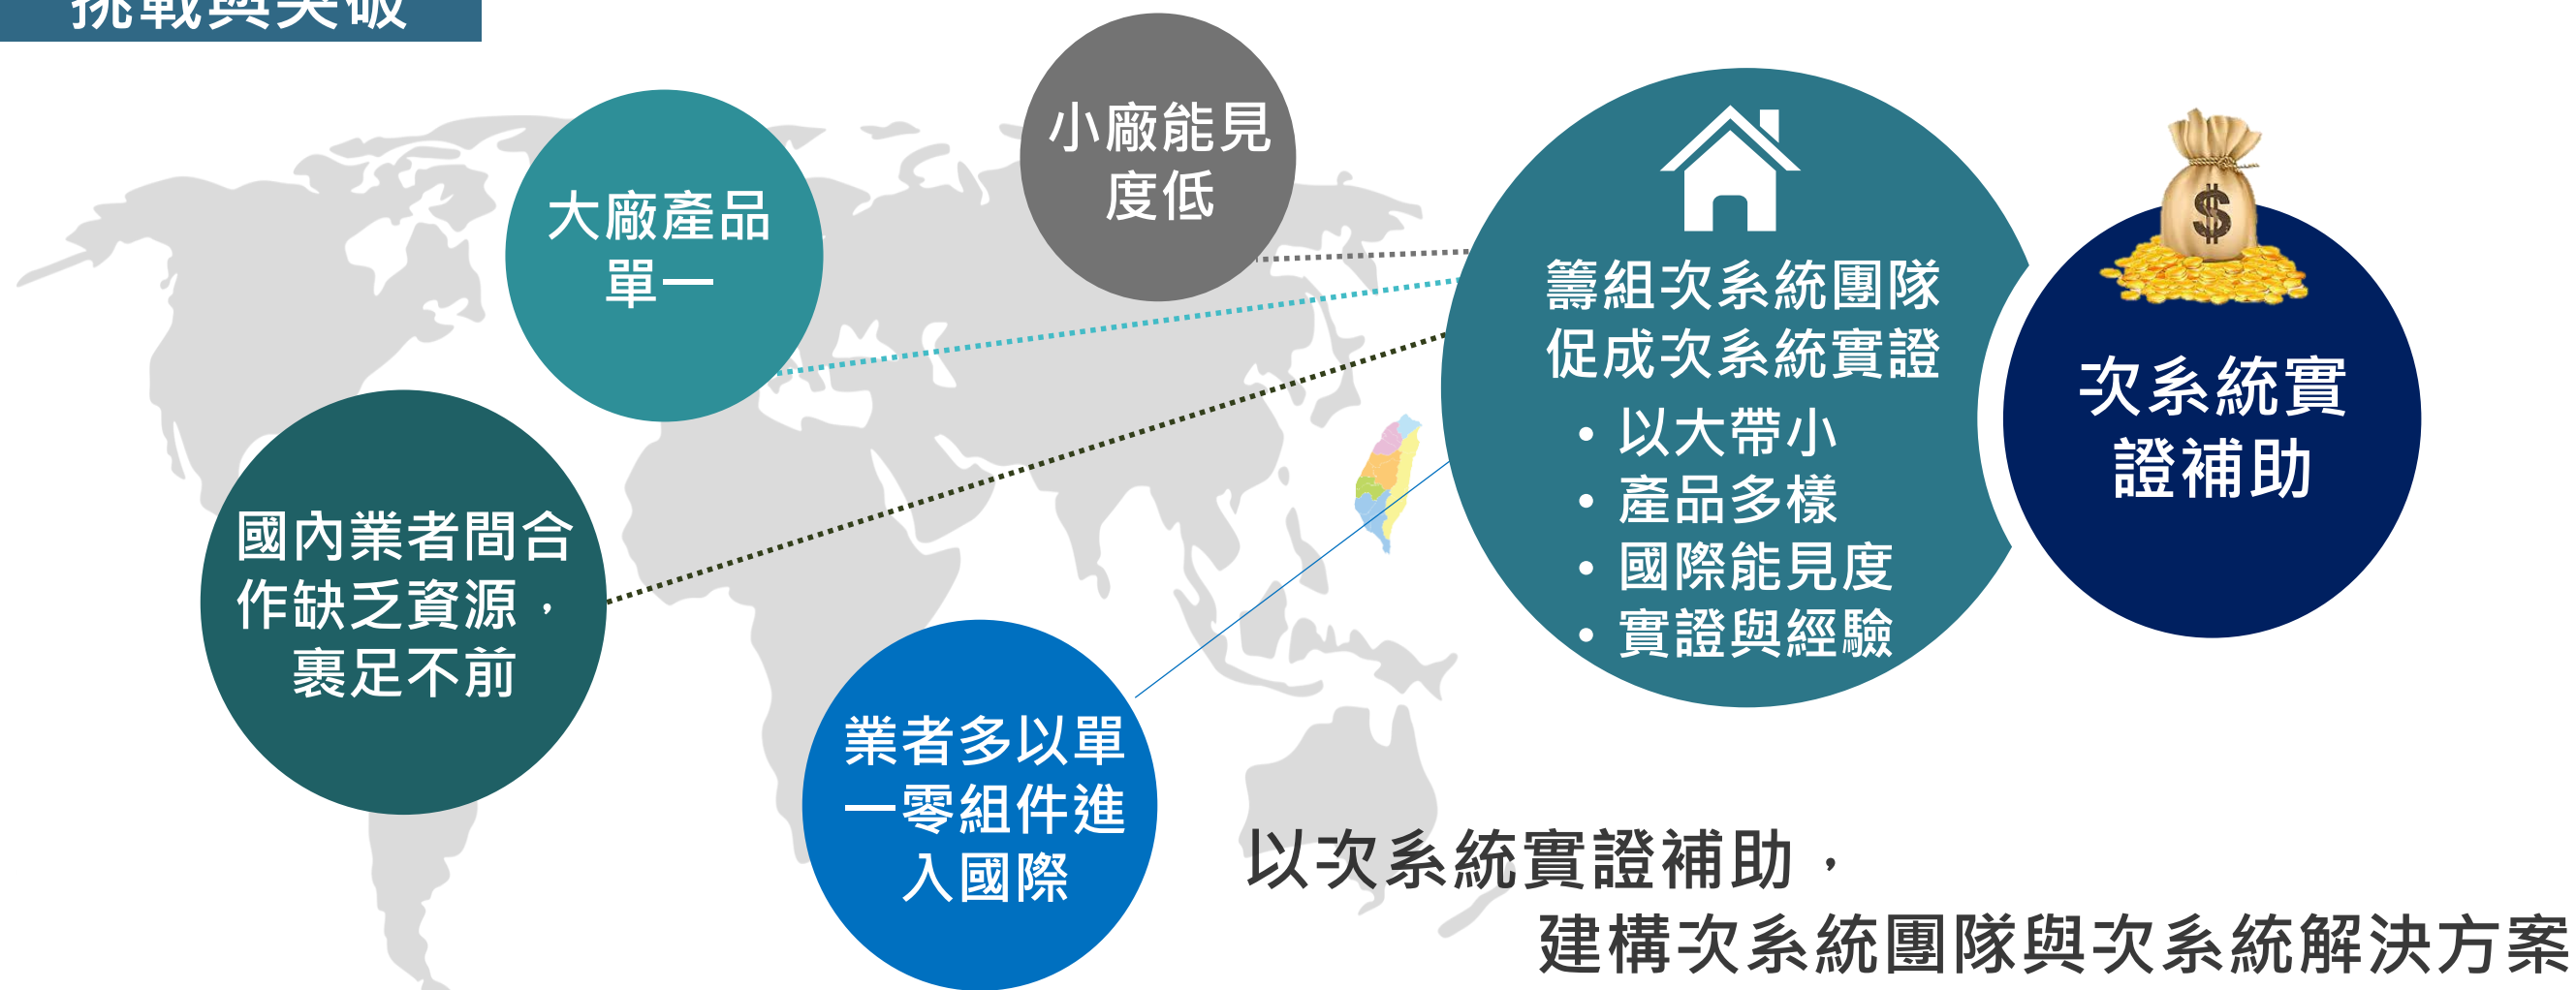 挑戰與突破
小廠能見
度低
大廠產品
單一
國內業者間合
作缺乏資源，
裹足不前
業者多以單
一零組件進
入國際
籌組次系統團隊
促成次系統實證
• 以大帶小
• 產品多樣
• 國際能見度
• 實證與經驗
$
次系統實
證補助
以次系統實證補助，
建構次系統團隊與次系統解決方案